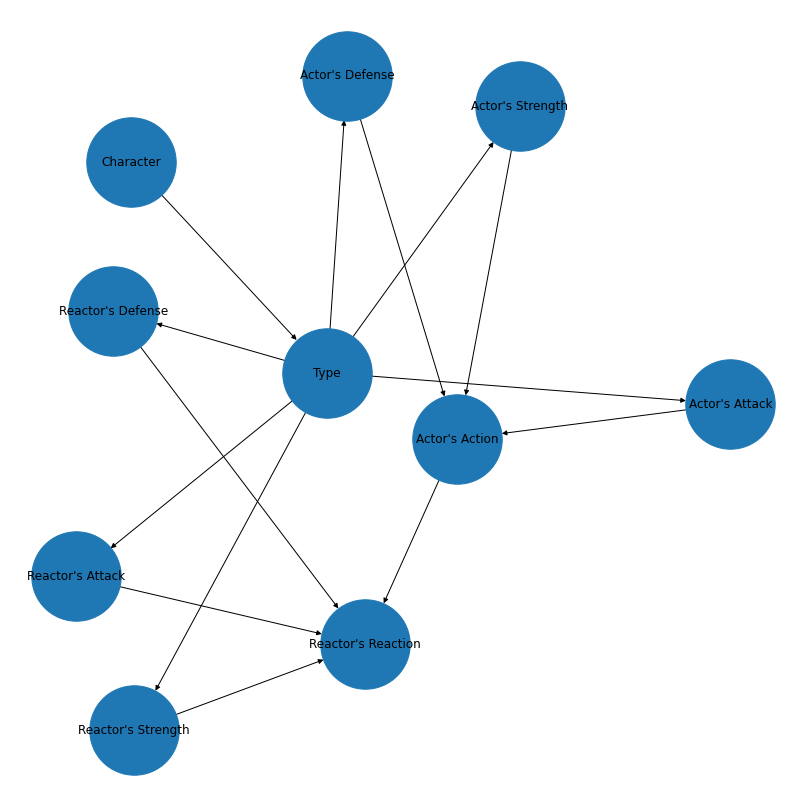 Actor's Defense
Actor's Strength
Character
Reactor's Defense
Type
Actor's Attack
Actor's Action
Reactor's Attack
Reactor's Reaction
Reactor's Strength